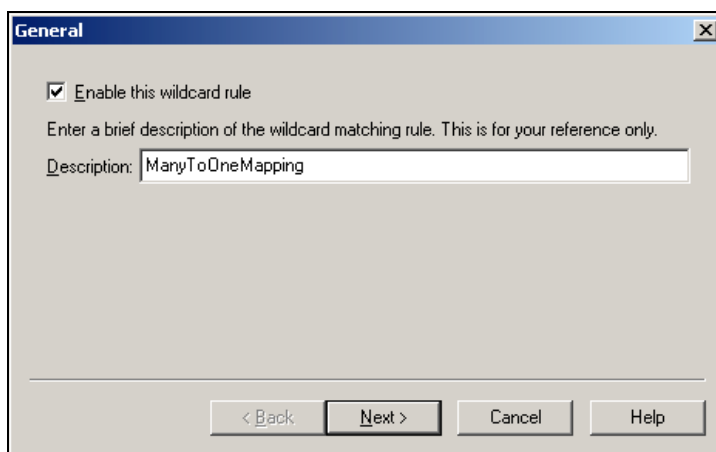 General
Enable this wildcard rule
Enter a brief description of the wildcard matching rule. This is for your reference only.
Description: ManyToOneMapping
< Back Next > Cancel Help